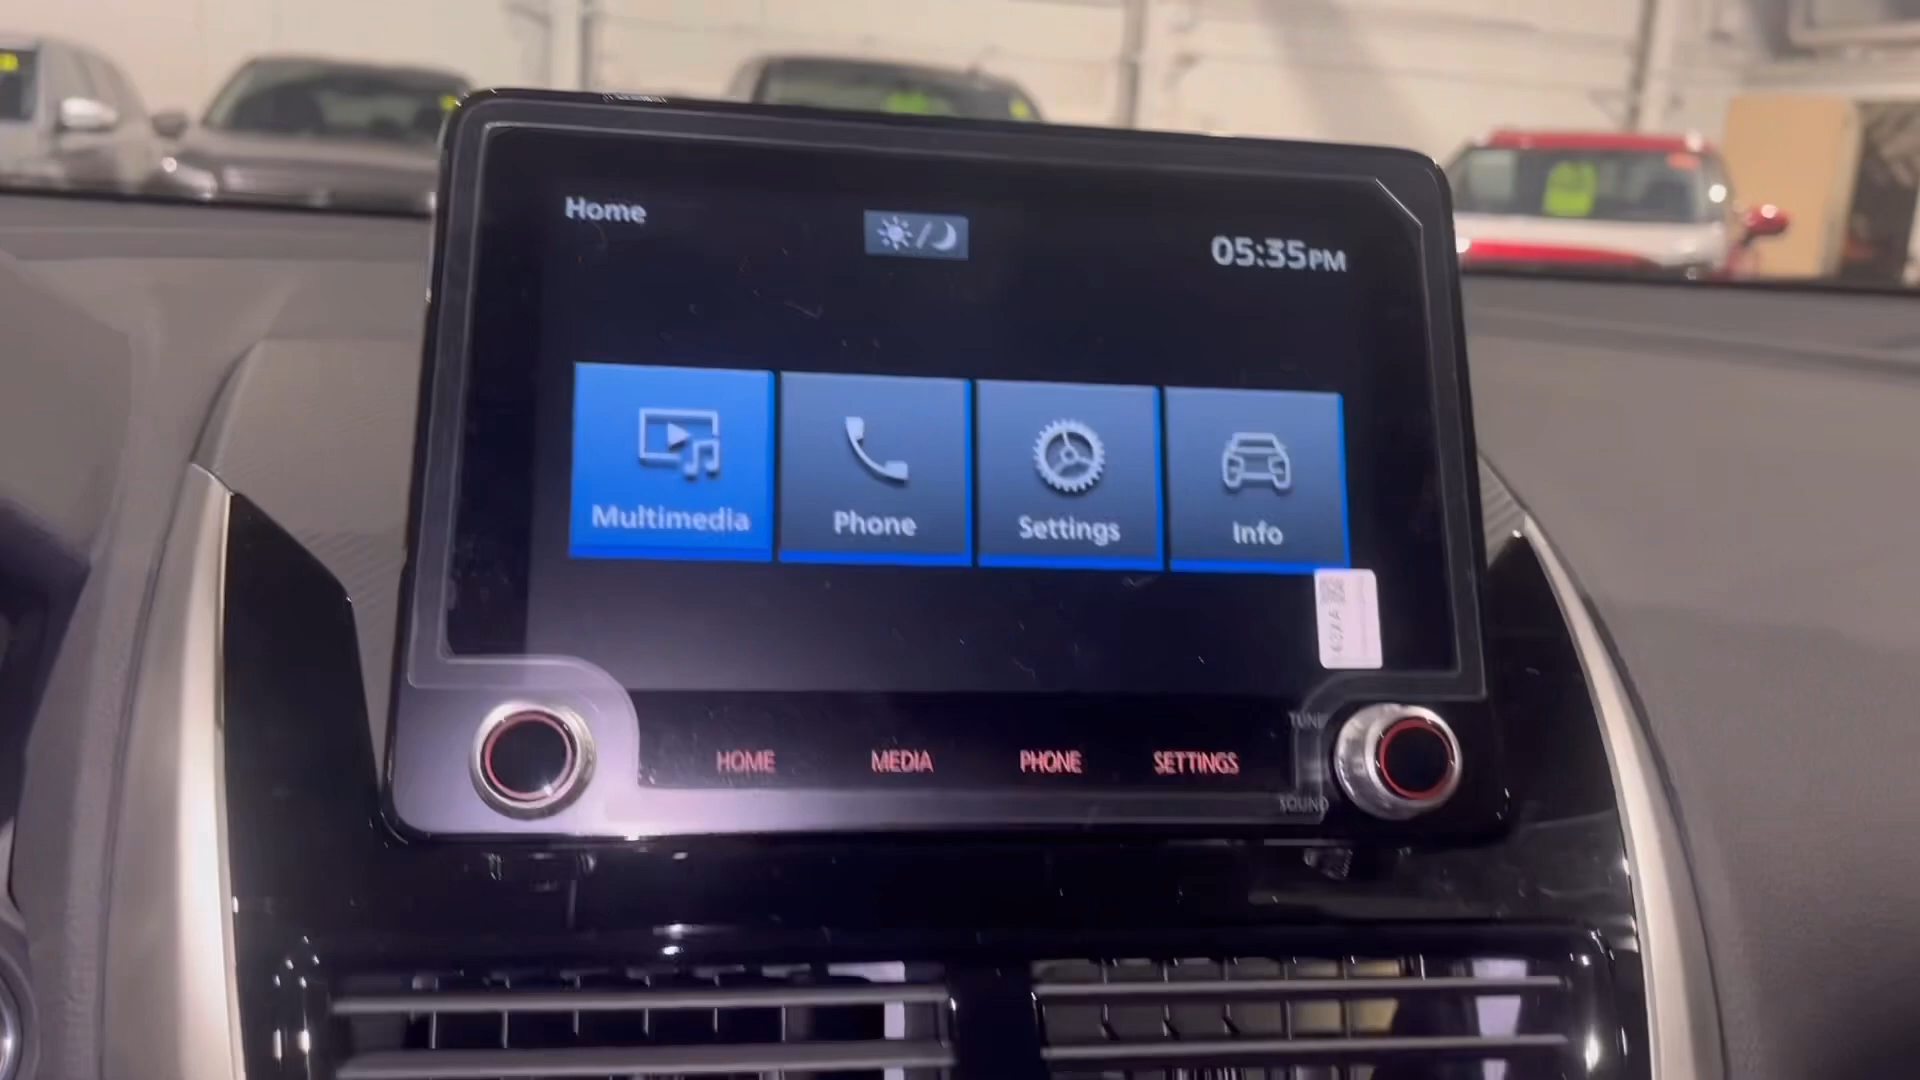 Home
05:35PM
Multimedia
Phone
Settings
Info
TUNE
HOME
MEDIA
PHONE
SETTINGS
SOUND